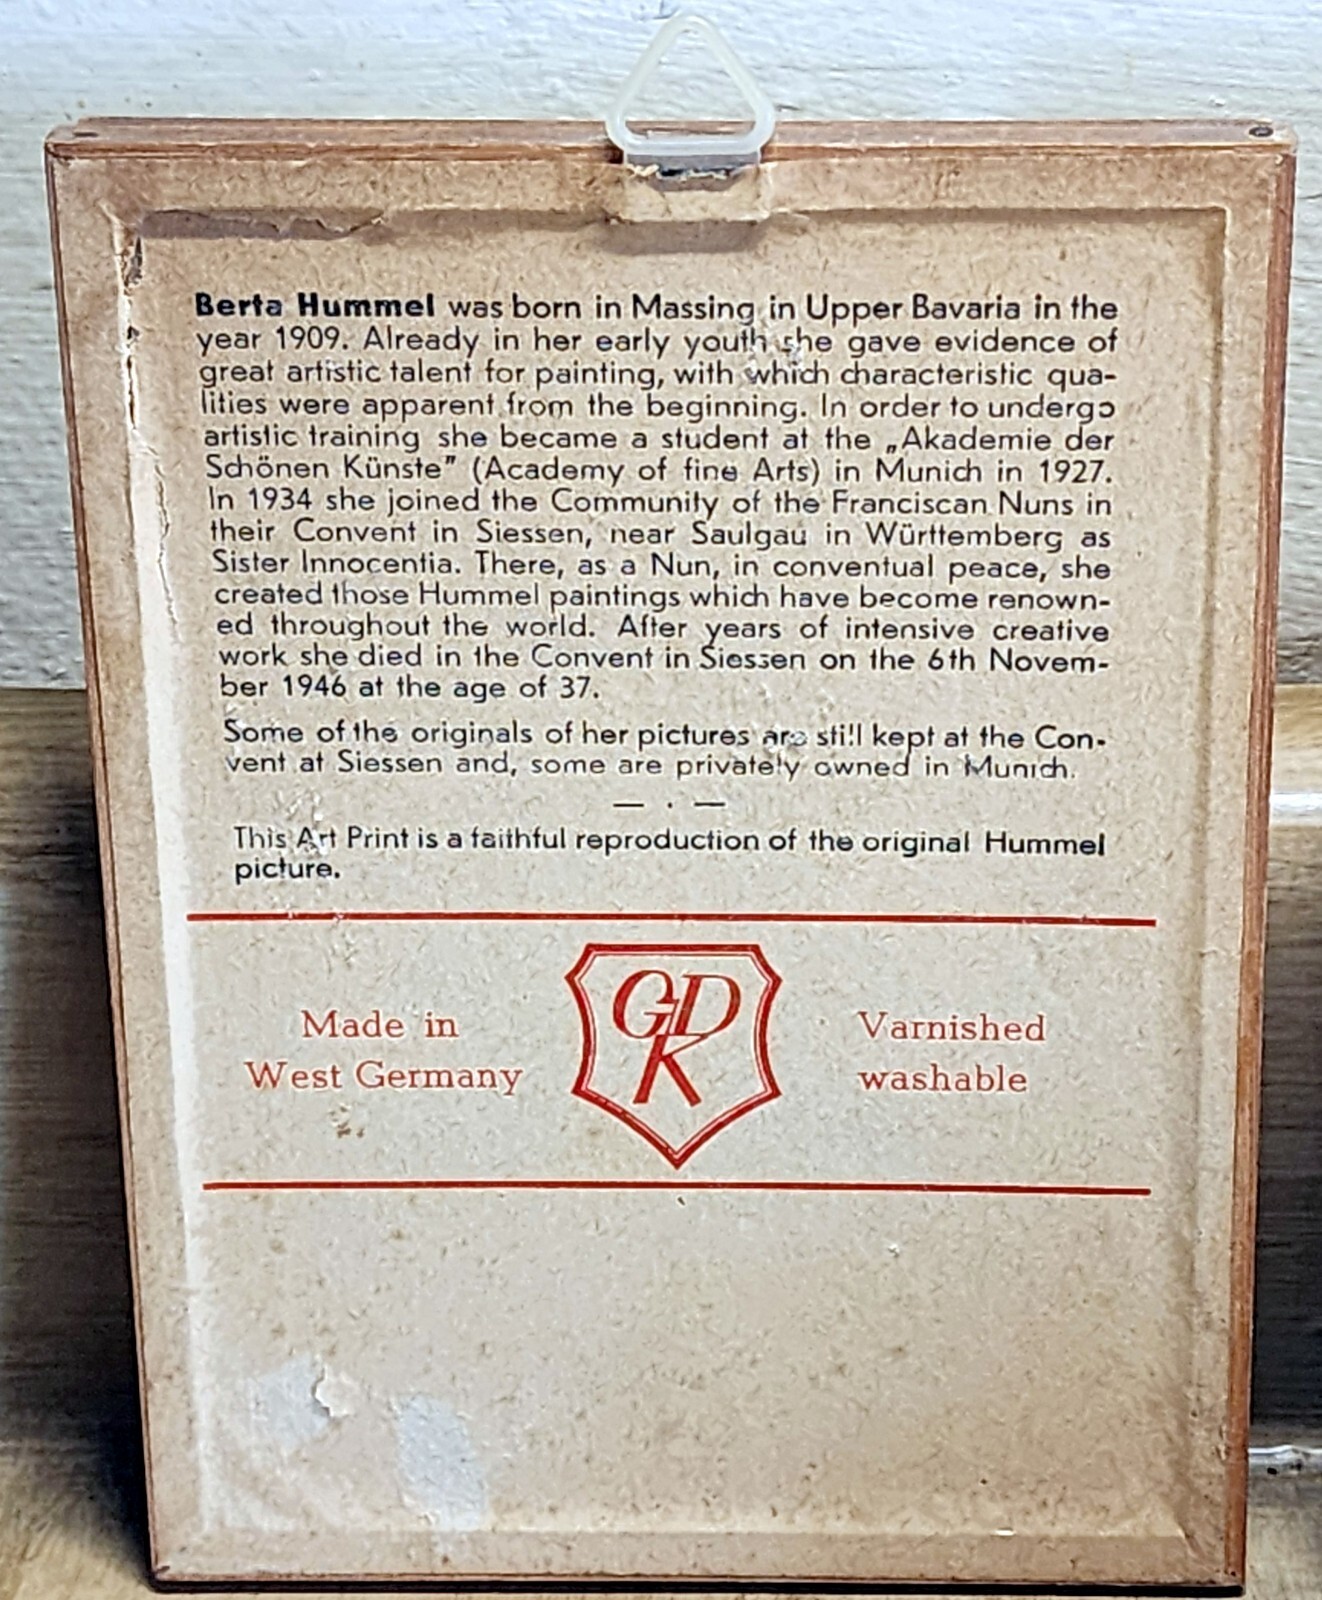 Berta Hummel was born in Massing in Upper Bavaria in the
year 1909. Already in her early youth she gave evidence of
great artistic talent for painting, with which characteristic qua-
lities were apparent from the beginning. In order to undergo
artistic training she became a student at the „Akademie der
Schönen Künste" (Academy of fine Arts) in Munich in 1927.
In 1934 she joined the Community of the Franciscan Nuns in
their Convent in Siessen, near Saulgau in Württemberg as
Sister Innocentia. There, as a Nun, in conventual peace, she
created those Hummel paintings which have become renown-
ed throughout the world. After years of intensive creative
work she died in the Convent in Siessen on the 6th Novem-
ber 1946 at the age of 37.
Some of the originals of her pictures are still kept at the Con-
vent at Siessen and, some are privately owned in Munich.
— . —
This Art Print is a faithful reproduction of the original Hummel
picture.
Made in
West Germany
GDK
Varnished
washable